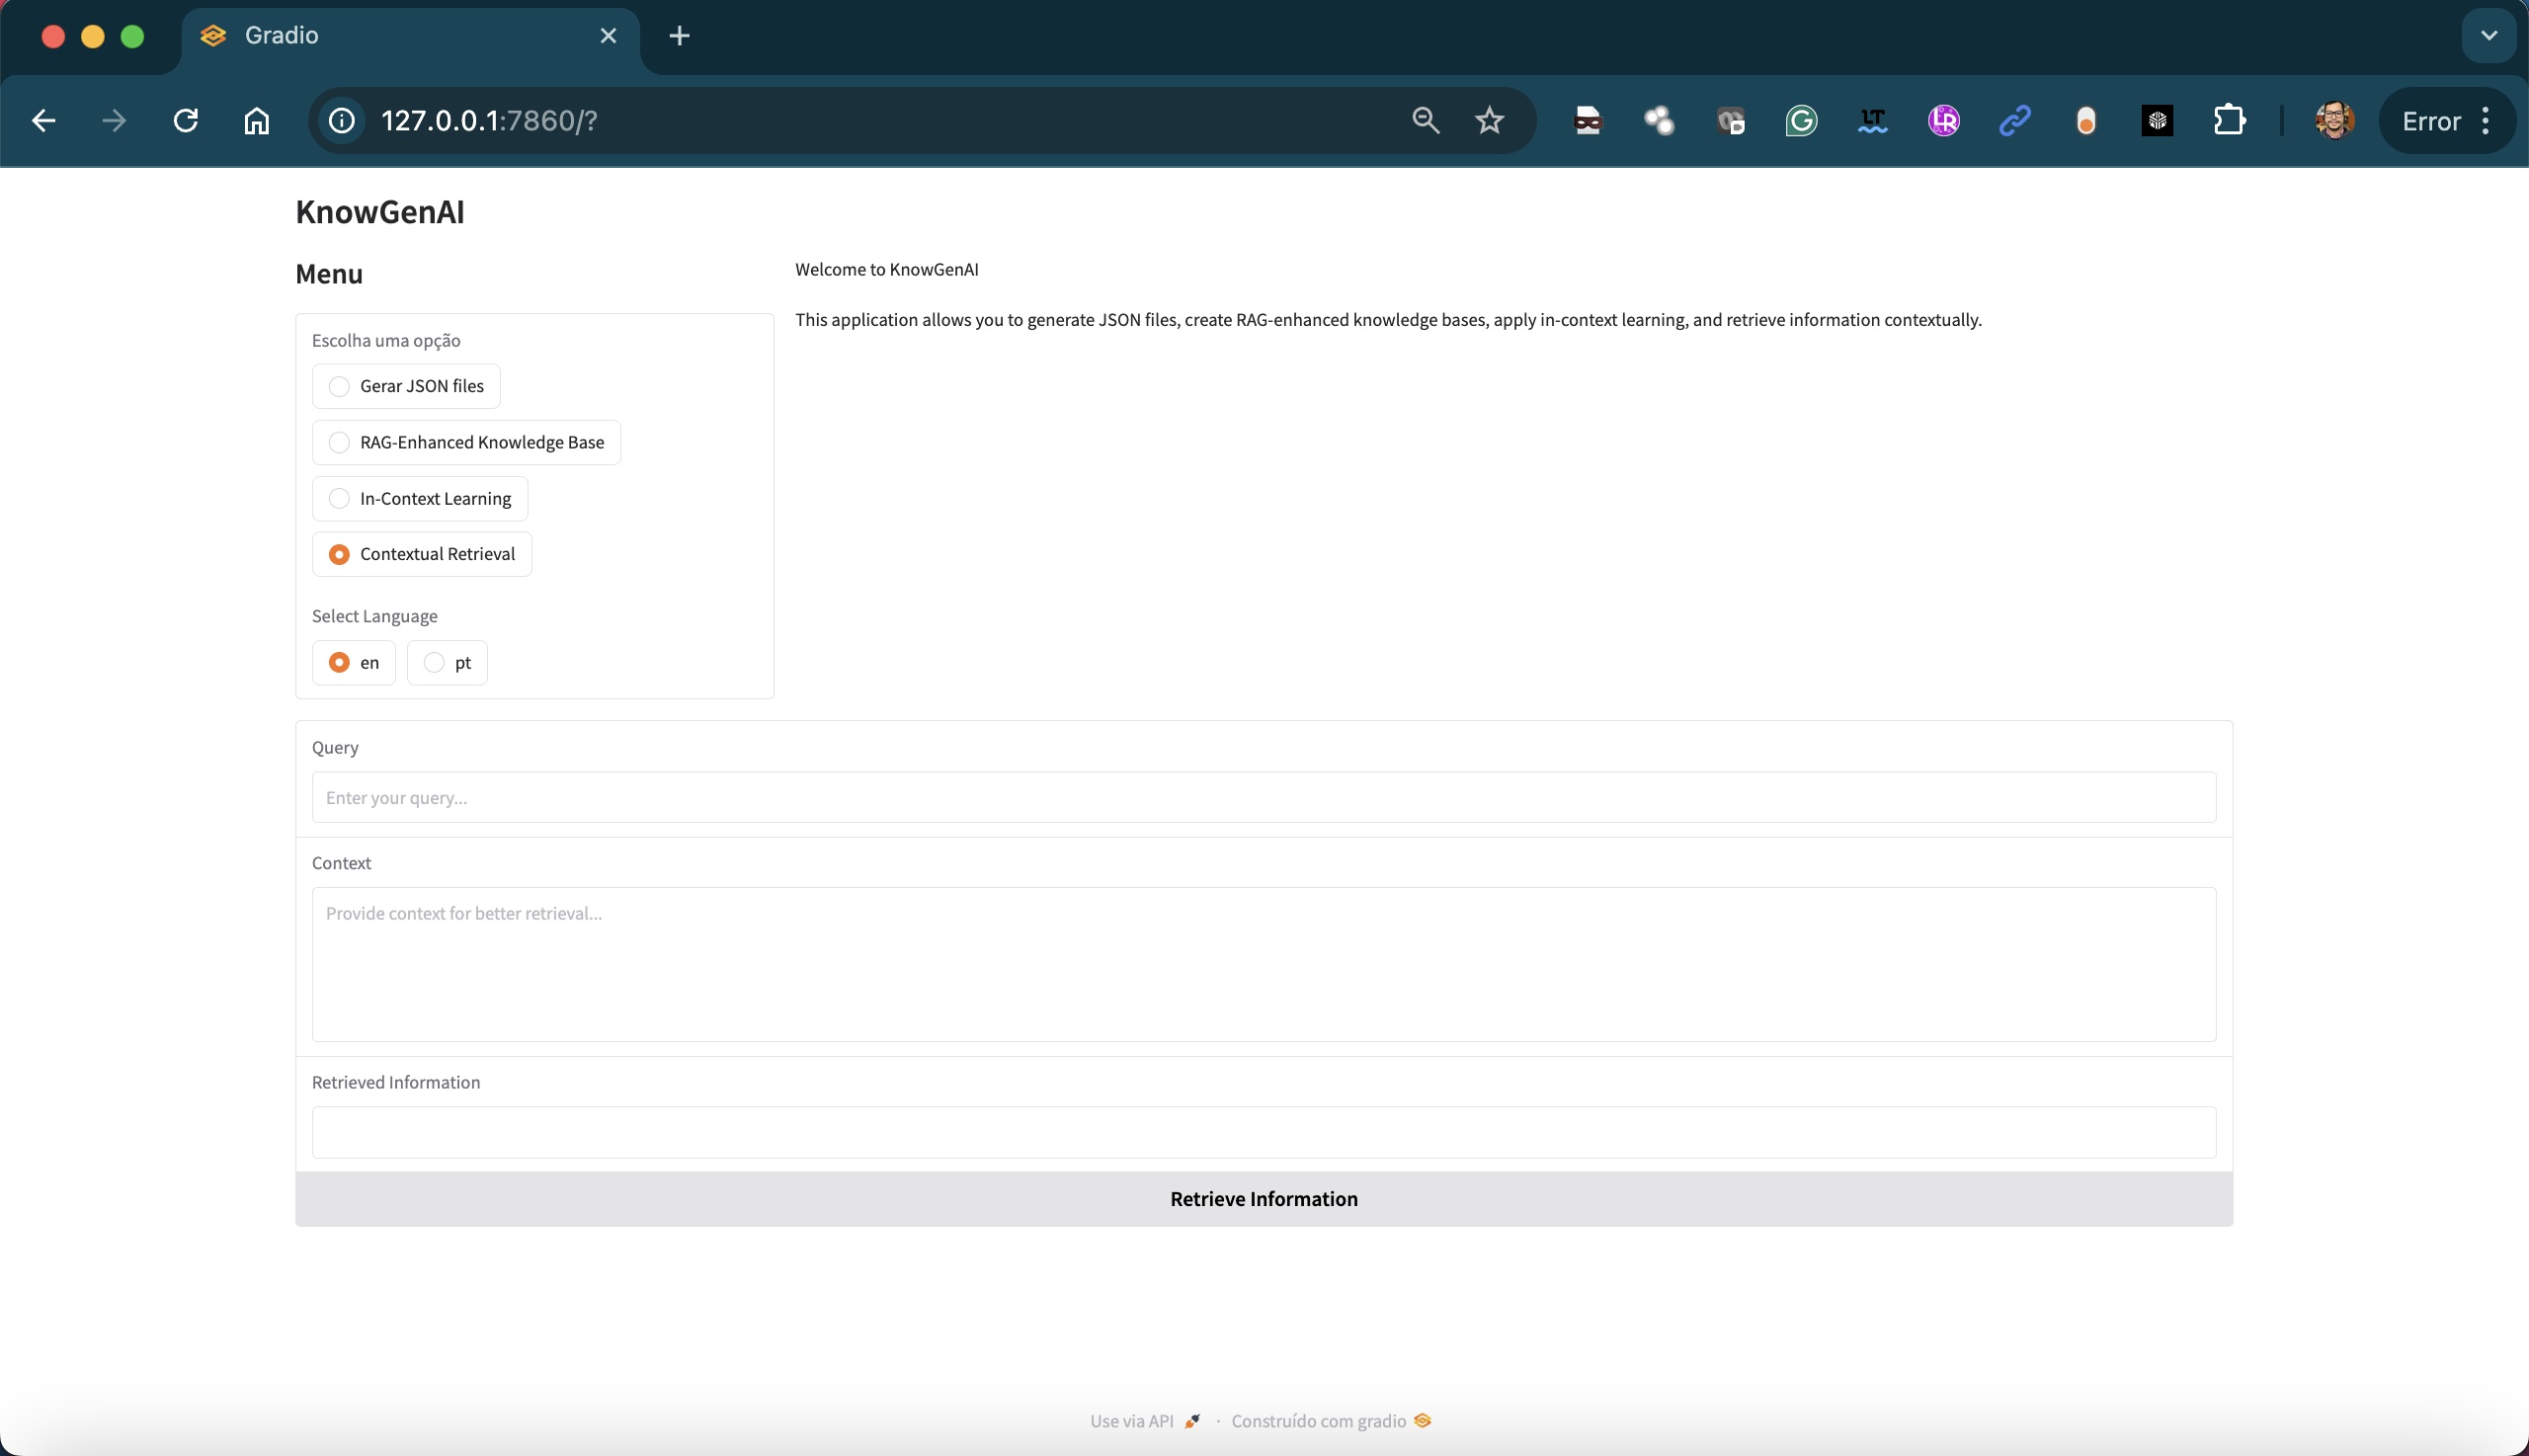 Gradio
127.0.0.1:7860/?
LT
LR
Error
KnowGenAI
Menu
Escolha uma opção
Gerar JSON files
RAG-Enhanced Knowledge Base
In-Context Learning
Contextual Retrieval
Select Language
en
pt
Welcome to KnowGenAI
This application allows you to generate JSON files, create RAG-enhanced knowledge bases, apply in-context learning, and retrieve information contextually.
Query
Enter your query...
Context
Provide context for better retrieval...
Retrieved Information
Retrieve Information
Use via API · Construído com gradio